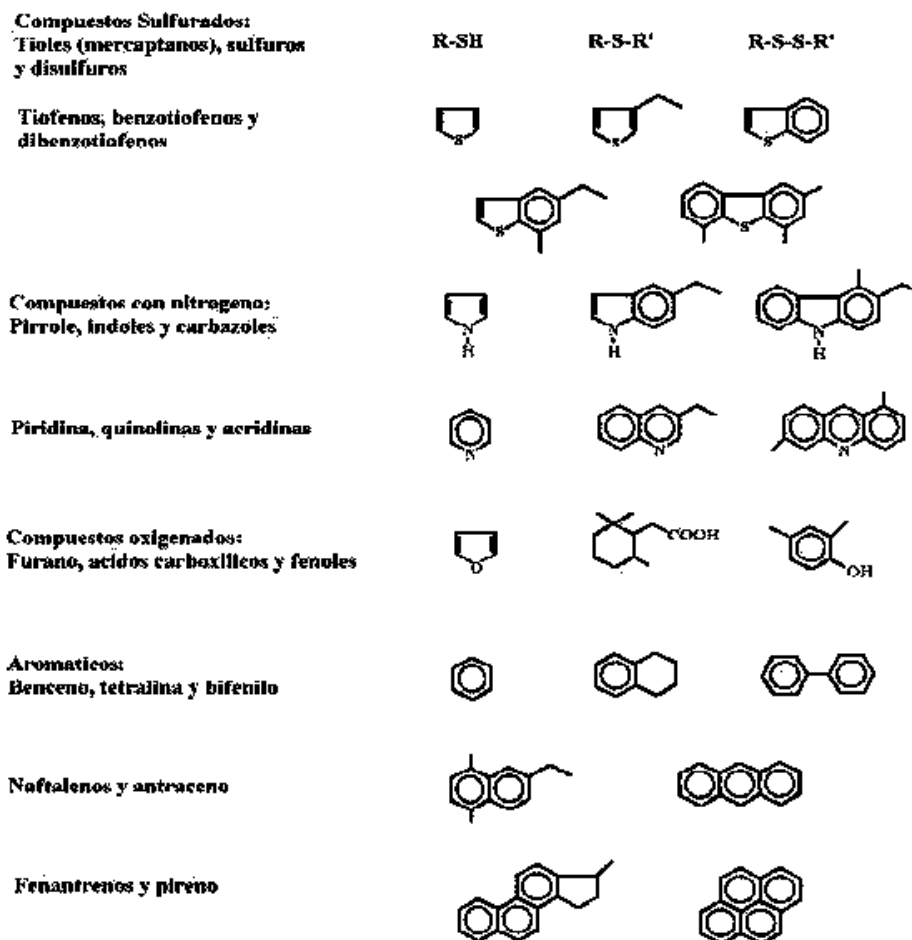 Compuestos Sulfurados:
Tioles (mercaptanos), sulfuros
y disulfuros
R-SH R-S-R' R-S-S-R'
Tiofenos, benzotiofenos y
dibenzotiofenos
S S S
S S
Compuestos con nitrogeno:
Pirrole, indoles y carbazoles
N N N
H H H
Piridina, quinolinas y acridinas
N N N
Compuestos oxigenados:
Furano, acidos carboxilicos y fenoles
O COOH OH
Aromaticos:
Benceno, tetralina y bifenilo
Naftalenos y antraceno
Fenantrenos y pireno